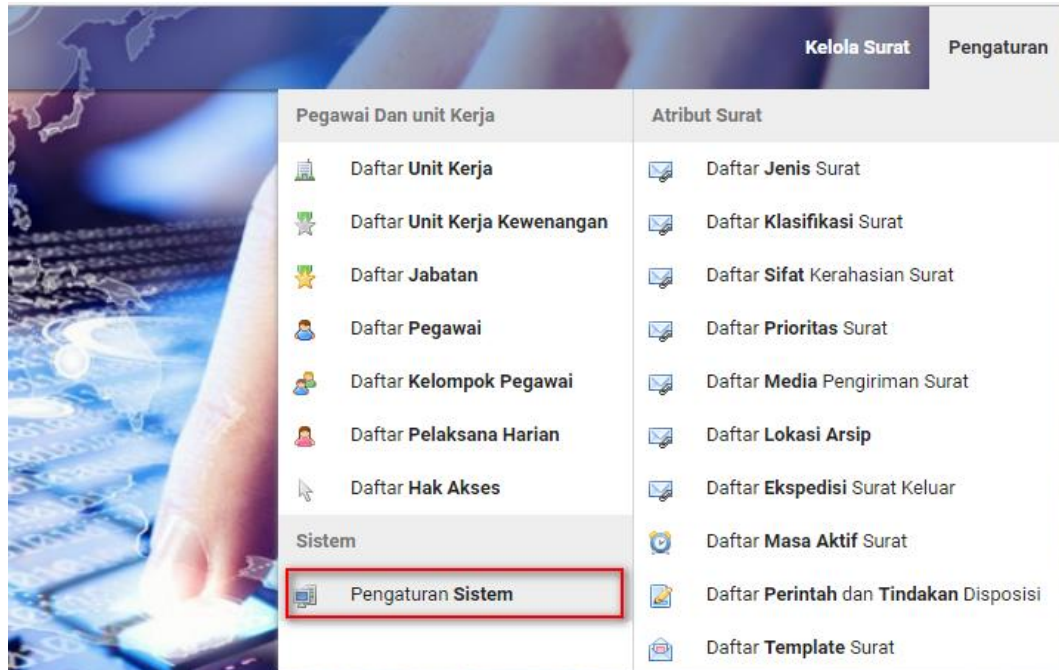 Kelola Surat
Pengaturan
Pegawai Dan unit Kerja
Daftar Unit Kerja
Daftar Unit Kerja Kewenangan
Daftar Jabatan
Daftar Pegawai
Daftar Kelompok Pegawai
Daftar Pelaksana Harian
Daftar Hak Akses
Sistem
Pengaturan Sistem
Atribut Surat
Daftar Jenis Surat
Daftar Klasifikasi Surat
Daftar Sifat Kerahasian Surat
Daftar Prioritas Surat
Daftar Media Pengiriman Surat
Daftar Lokasi Arsip
Daftar Ekspedisi Surat Keluar
Daftar Masa Aktif Surat
Daftar Perintah dan Tindakan Disposisi
Daftar Template Surat